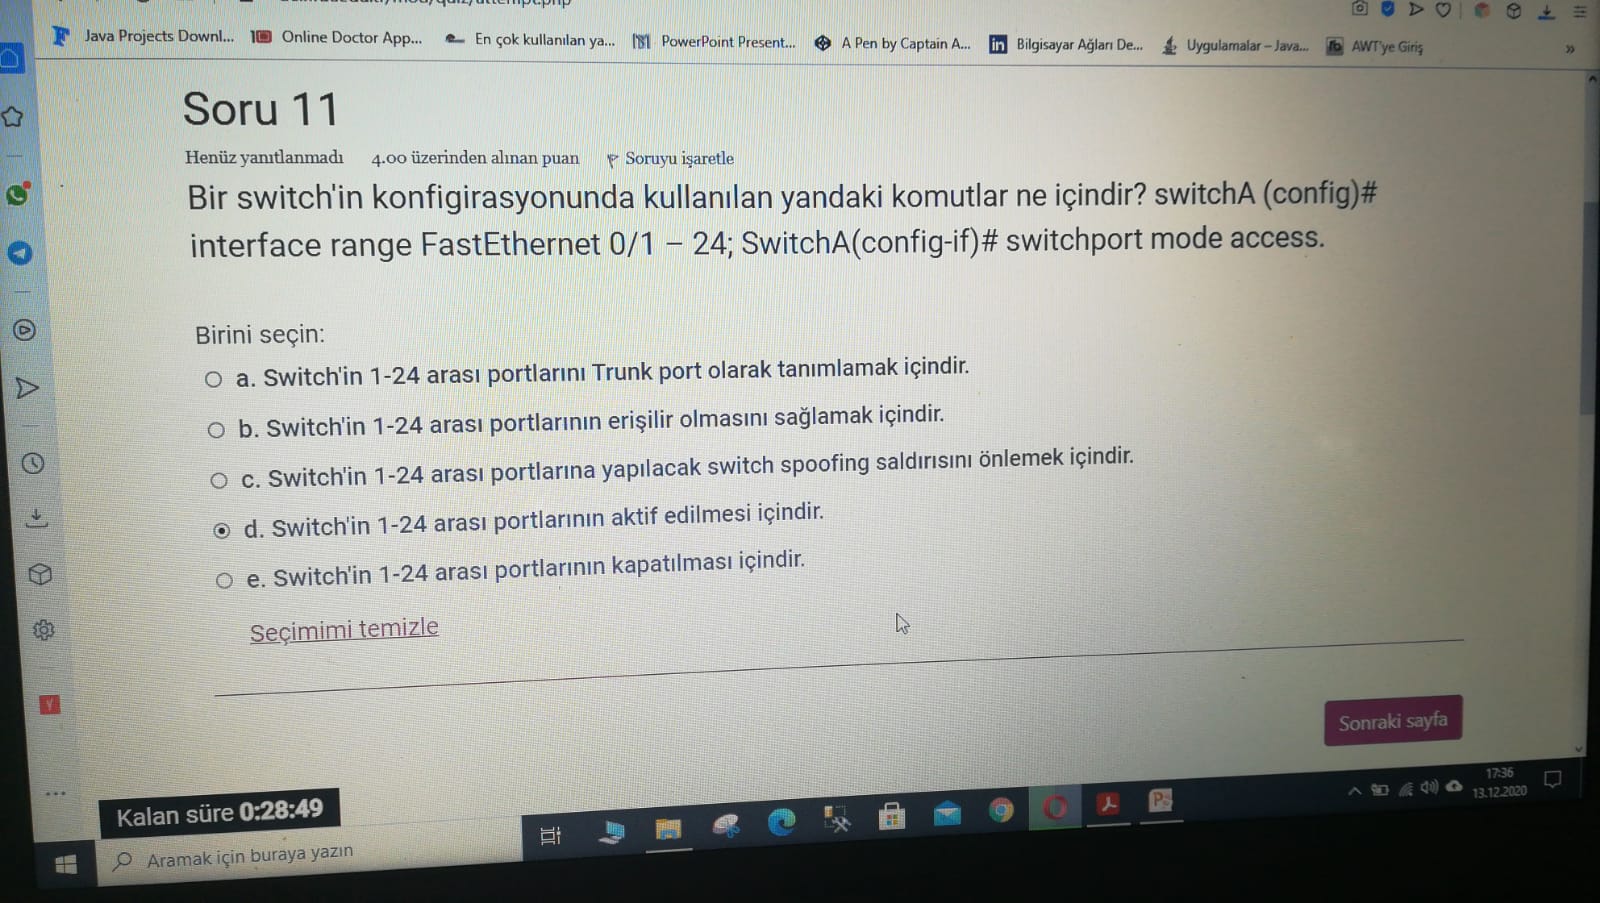 Java Projects Downl...
Online Doctor App...
En çok kullanılan ya...
PowerPoint Present...
A Pen by Captain A...
in Bilgisayar Ağları De...
Uygulamalar – Java...
AWT'ye Giriş
»
Soru 11
Henüz yanıtlanmadı 4.00 üzerinden alınan puan Soruyu işaretle
Bir switch'in konfigirasyonunda kullanılan yandaki komutlar ne içindir? switchA (config)#
interface range FastEthernet 0/1 – 24; SwitchA(config-if)# switchport mode access.
Birini seçin:
a. Switch'in 1-24 arası portlarını Trunk port olarak tanımlamak içindir.
b. Switch'in 1-24 arası portlarının erişilir olmasını sağlamak içindir.
c. Switch'in 1-24 arası portlarına yapılacak switch spoofing saldırısını önlemek içindir.
d. Switch'in 1-24 arası portlarının aktif edilmesi içindir.
e. Switch'in 1-24 arası portlarının kapatılması içindir.
Seçimimi temizle
Sonraki sayfa
Kalan süre 0:28:49
Aramak için buraya yazın
17:36
13.12.2020